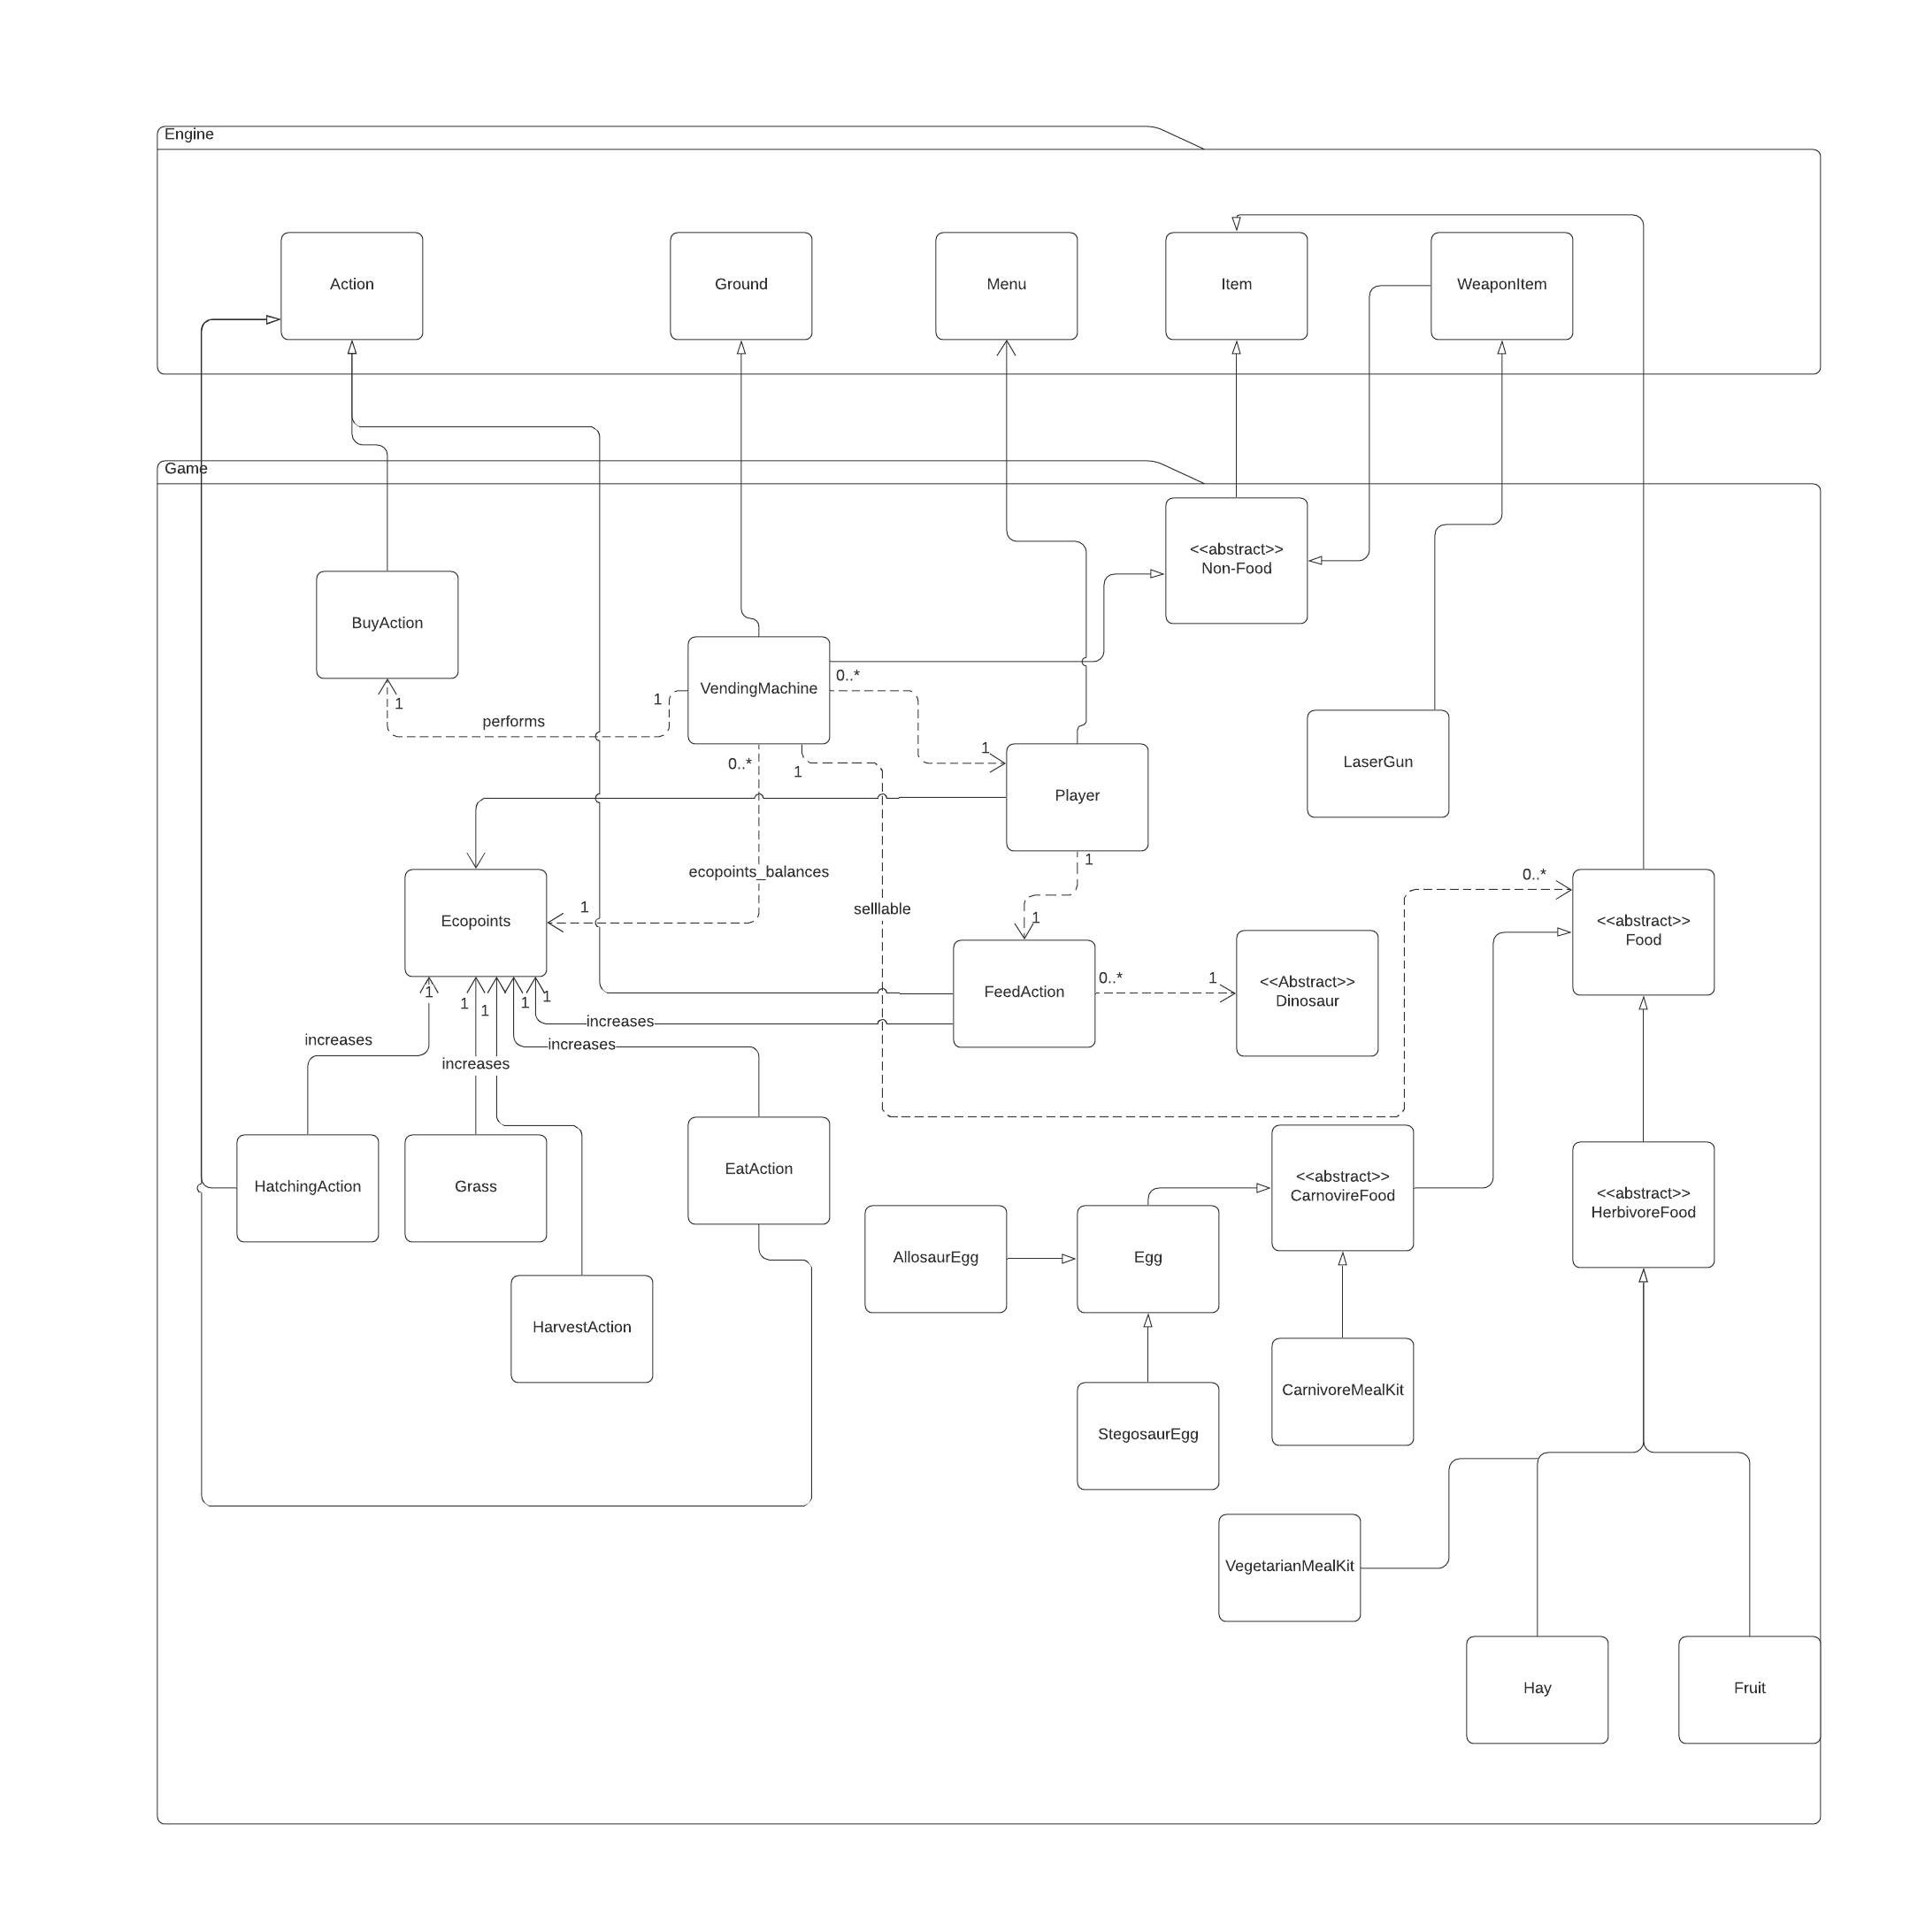 Engine
Action
Ground
Menu
Item
WeaponItem
Game
<<abstract>>
Non-Food
BuyAction
VendingMachine
0..*
1
1
performs
1
LaserGun
0..*
1
Player
1
ecopoints_balances
0..*
selllable
1
1
Ecopoints
<<abstract>>
Food
FeedAction
0..*
1
<<Abstract>>
Dinosaur
1
1
1
1
1
increases
increases
increases
increases
HatchingAction
Grass
EatAction
<<abstract>>
CarnovireFood
<<abstract>>
HerbivoreFood
AllosaurEgg
Egg
HarvestAction
CarnivoreMealKit
StegosaurEgg
VegetarianMealKit
Hay
Fruit